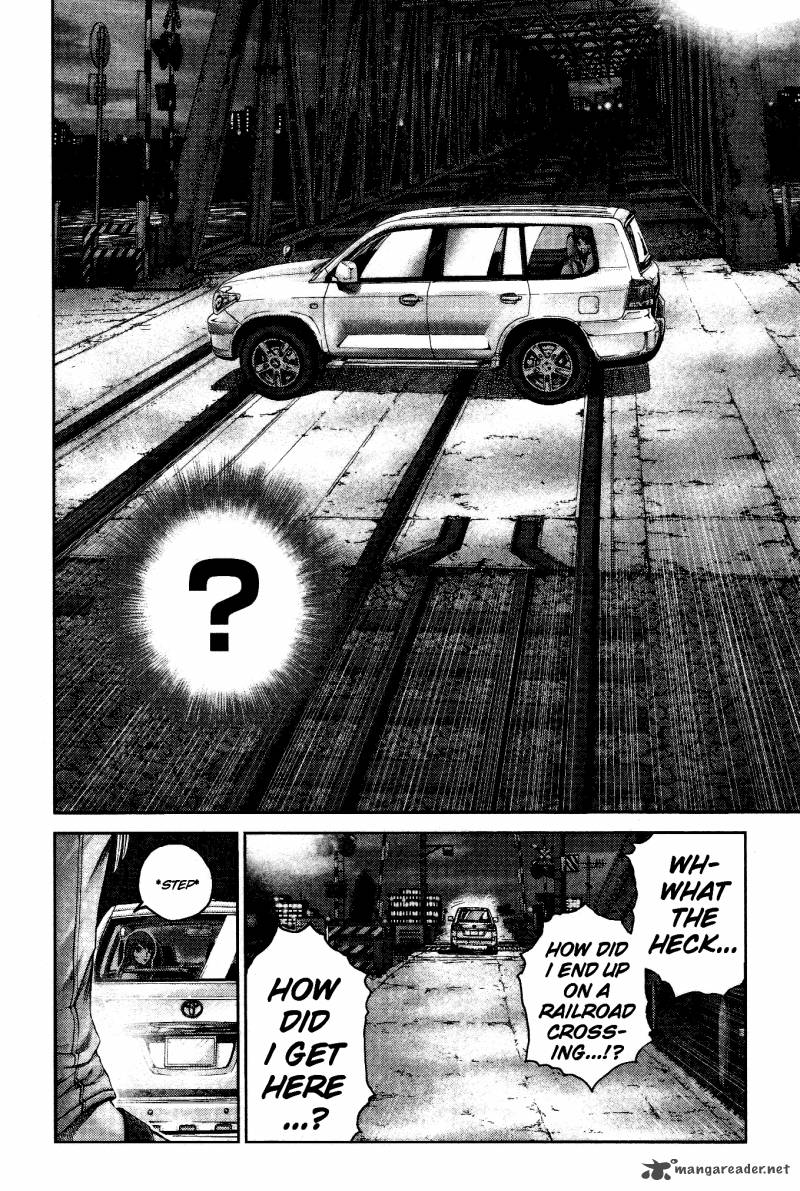 ?
WH-
WHAT
THE
HECK...
HOW DID
I END UP
ON A
RAILROAD
CROSS-
ING...!?
HOW
DID
I GET
HERE
...?
*STEP*
mangareader.net